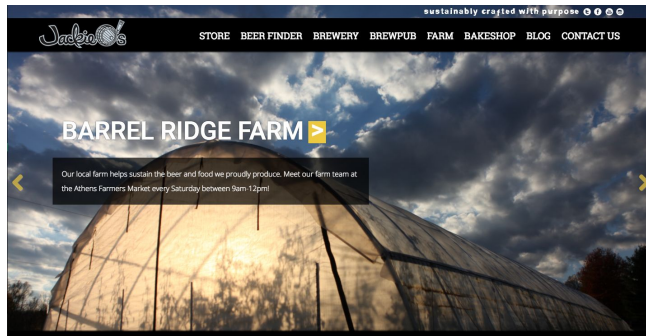 sustainably crafted with purpose
Jackie O's
STORE BEER FINDER BREWERY BREWPUB FARM BAKESHOP BLOG CONTACT US
BARREL RIDGE FARM >
Our local farm helps sustain the beer and food we proudly produce. Meet our farm team at
the Athens Farmers Market every Saturday between 9am-12pm!